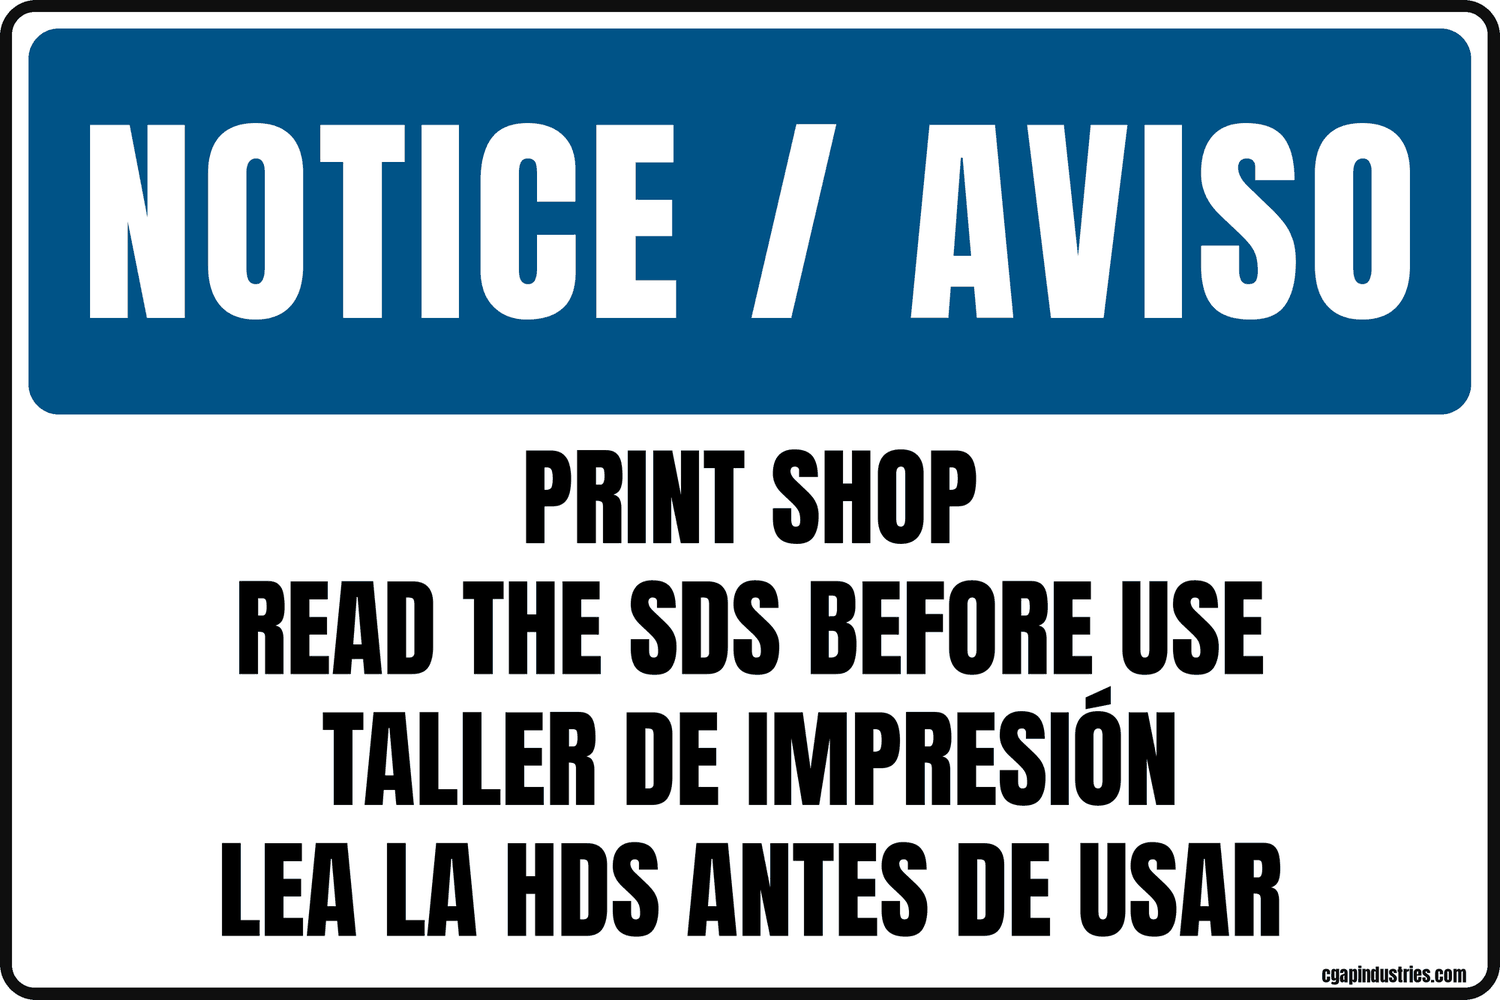 NOTICE / AVISO
PRINT SHOP
READ THE SDS BEFORE USE
TALLER DE IMPRESIÓN
LEA LA HDS ANTES DE USAR
cgapindustries.com